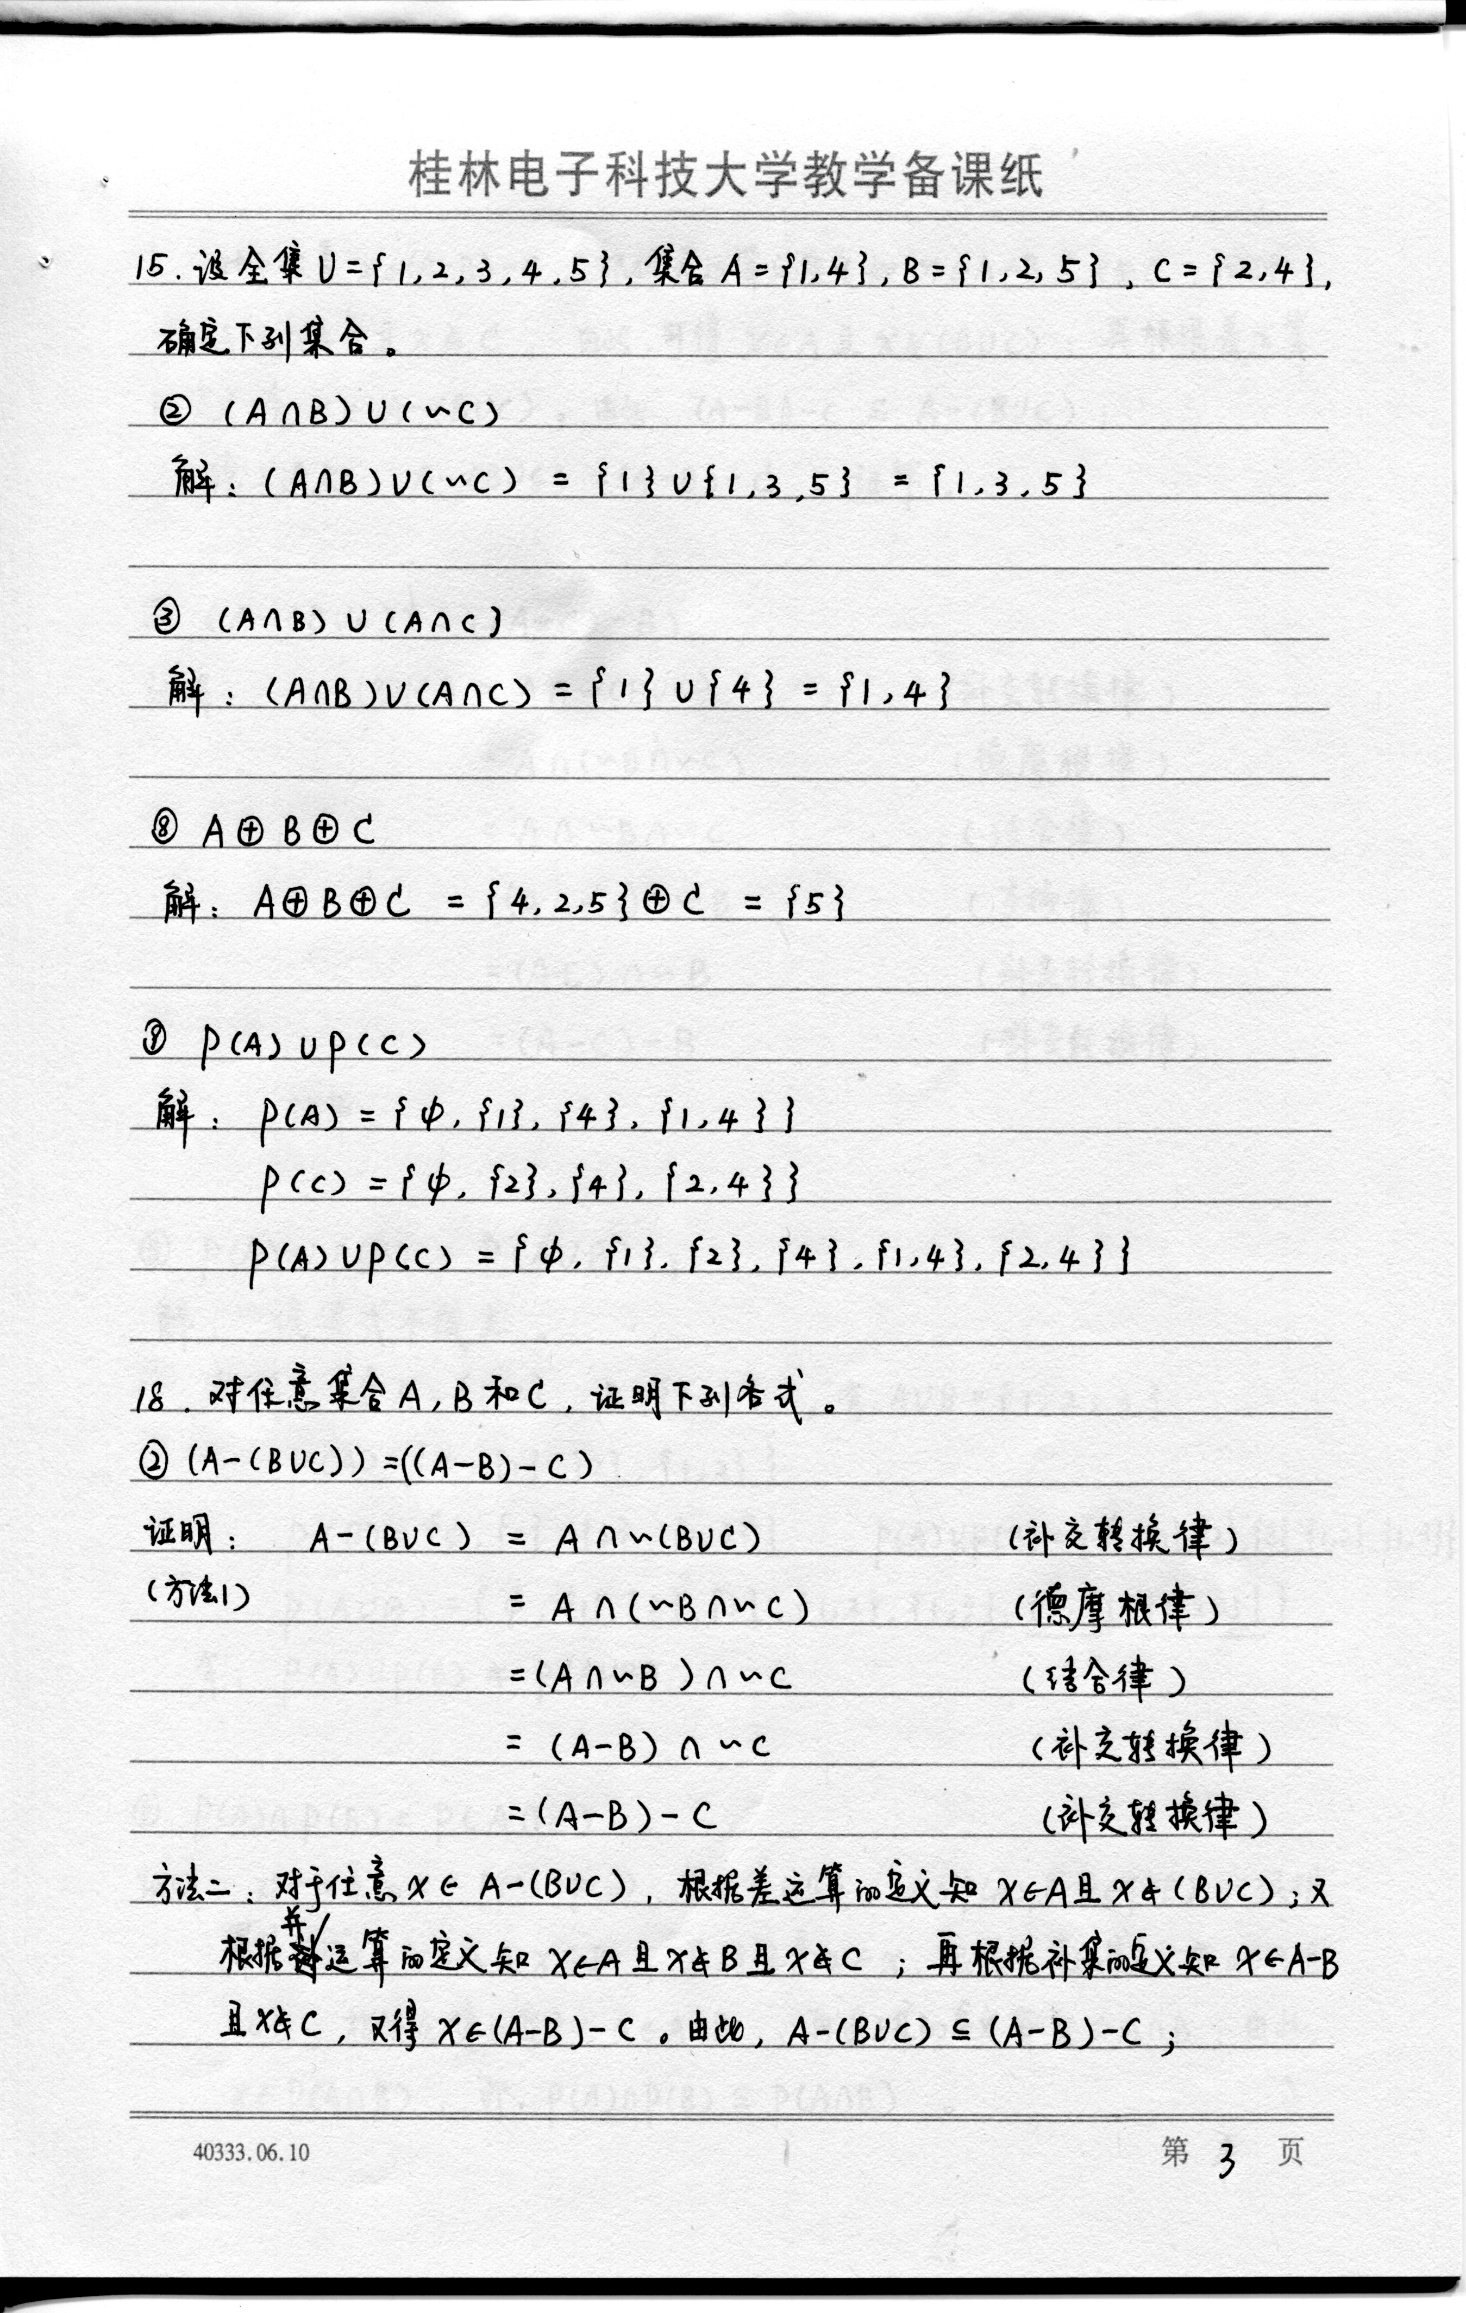 桂林电子科技大学教学备课纸
15.设全集U={1,2,3,4,5},集合A={1,4},B={1,2,5},C={2,4},
确定下列集合。
② (A∩B)∪(~C)
解:(A∩B)∪(~C) = {1}∪{1,3,5} = {1,3,5}
③ (A∩B)∪(A∩C)
解:(A∩B)∪(A∩C) = {1}∪{4} = {1,4}
⑧ A⊕B⊕C
解: A⊕B⊕C = {4,2,5}⊕C = {5}
⑨ P(A)∪P(C)
解: P(A) = {φ,{1},{4},{1,4}}
P(C) = {φ,{2},{4},{2,4}}
P(A)∪P(C) = {φ,{1},{2},{4},{1,4},{2,4}}
18.对任意集合A,B和C,证明下列各式。
② (A-(B∪C))=((A-B)-C)
证明: A-(B∪C) = A∩~(B∪C) (补交转换律)
(方法1) = A∩(~B∩~C) (德摩根律)
=(A∩~B)∩~C (结合律)
= (A-B)∩~C (补交转换律)
=(A-B)-C (补交转换律)
方法二:对于任意x∈A-(B∪C),根据差运算的定义知x∈A且x∉(B∪C);又
根据并运算的定义知x∈A且x∉B且x∉C;再根据补集的定义知x∈A-B
且x∉C,又得x∈(A-B)-C。由此,A-(B∪C)⊆(A-B)-C;
40333.06.10 第 3 页